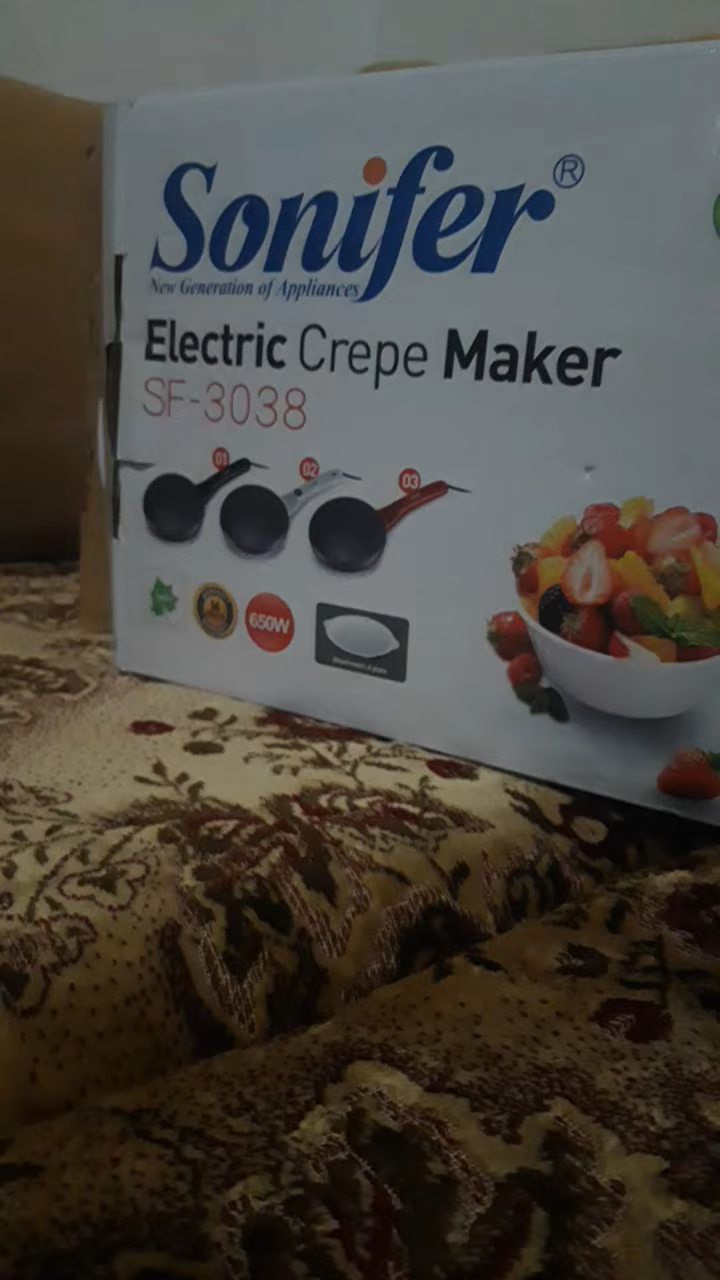 Sonifer®
New Generation of Appliances
Electric Crepe Maker
SF-3038
01
02
03
650W